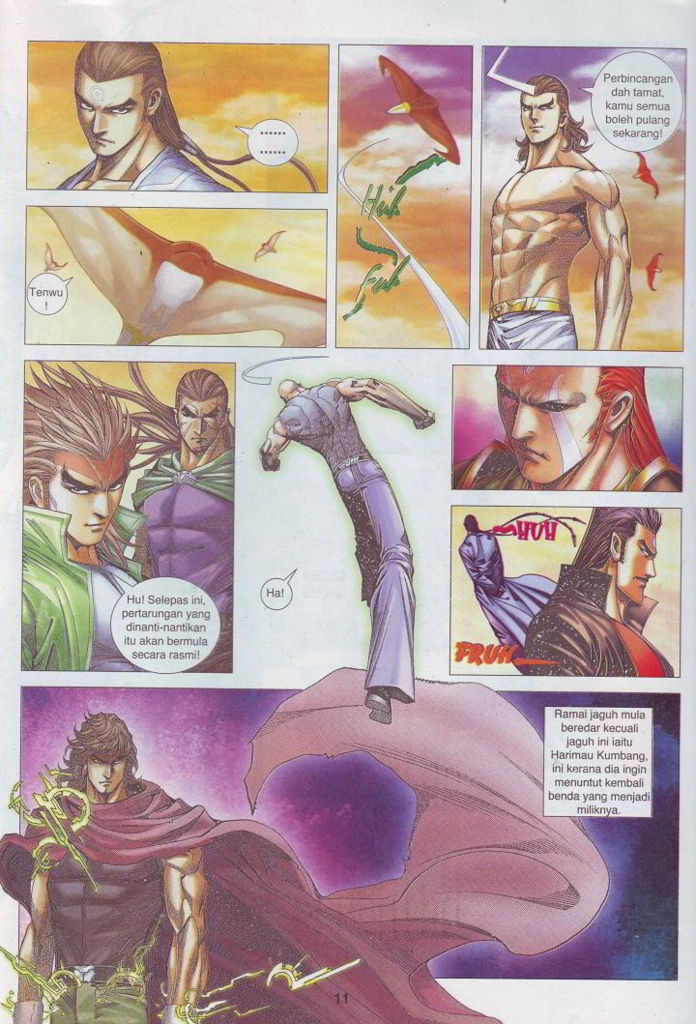 ......
......
Huh
Fuh
Perbincangan
dah tamat,
kamu semua
boleh pulang
sekarang!
Tenwu
!
Hu! Selepas ini,
pertarungan yang
dinanti-nantikan
itu akan bermula
secara rasmi!
Ha!
HUH
FRUH
Ramai jaguh mula
beredar kecuali
jaguh ini iaitu
Harimau Kumbang,
ini kerana dia ingin
menuntut kembali
benda yang menjadi
miliknya.
11